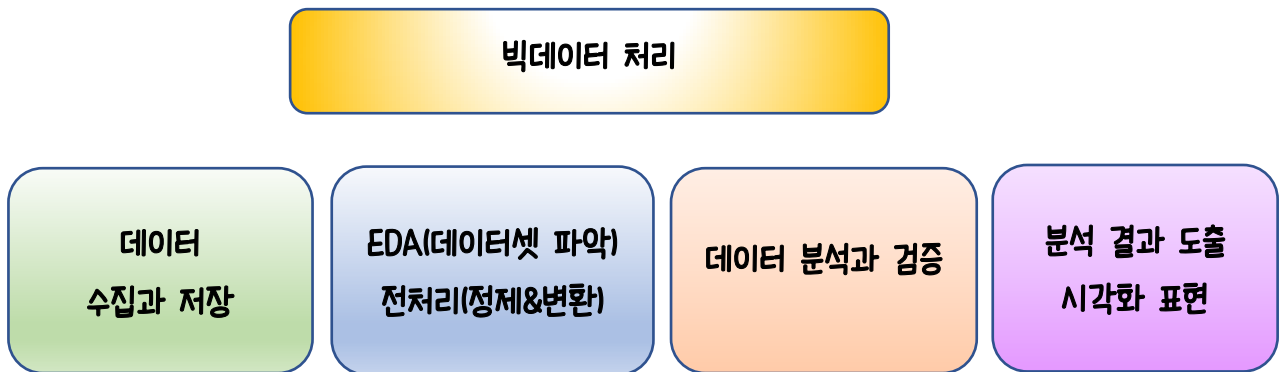 빅데이터 처리
데이터
수집과 저장
EDA(데이터셋 파악)
전처리(정제&변환)
데이터 분석과 검증
분석 결과 도출
시각화 표현